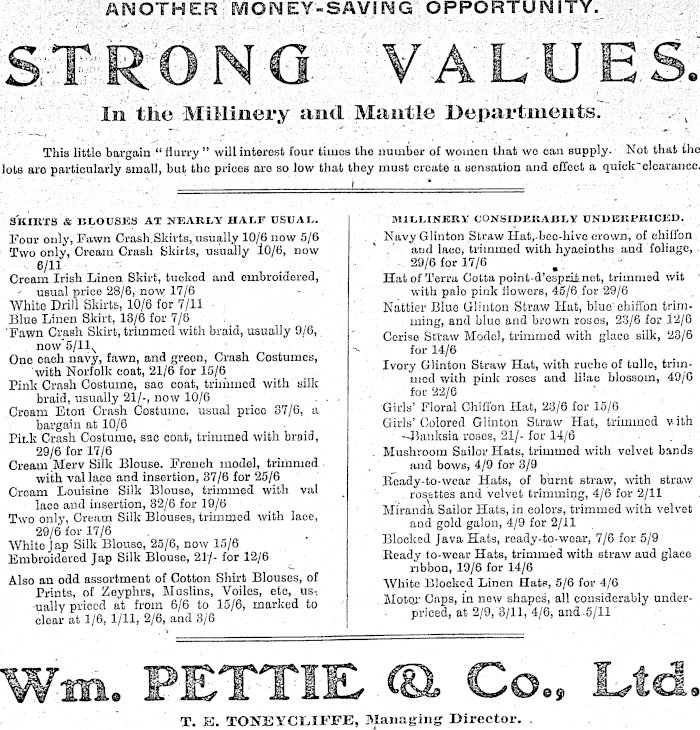 ANOTHER MONEY-SAVING OPPORTUNITY.
STRONG VALUES.
In the Millinery and Mantle Departments.
This little bargain "flurry" will interest four times the number of women that we can supply. Not that the
lots are particularly small, but the prices are so low that they must create a sensation and effect a quick clearance.
SKIRTS & BLOUSES AT NEARLY HALF USUAL.
Four only, Fawn Crash Skirts, usually 10/6 now 5/6
Two only, Cream Crash Skirts, usually 10/6, now
6/11
Cream Irish Linen Skirt, tucked and embroidered,
usual price 28/6, now 17/6
White Drill Skirts, 10/6 for 7/11
Blue Linen Skirt, 13/6 for 7/6
Fawn Crash Skirt, trimmed with braid, usually 9/6,
now 5/11
One each navy, fawn, and green, Crash Costumes,
with Norfolk coat, 21/6 for 15/6
Pink Crash Costume, sac coat, trimmed with silk
braid, usually 21/-, now 10/6
Cream Eton Crash Costume, usual price 37/6, a
bargain at 10/6
Pink Crash Costume, sac coat, trimmed with braid,
29/6 for 17/6
Cream Merv Silk Blouse, French model, trimmed
with val lace and insertion, 37/6 for 25/6
Cream Louisine Silk Blouse, trimmed with val
lace and insertion, 32/6 for 19/6
Two only, Cream Silk Blouses, trimmed with lace,
29/6 for 17/6
White Jap Silk Blouse, 25/6, now 15/6
Embroidered Jap Silk Blouse, 21/- for 12/6
Also an odd assortment of Cotton Shirt Blouses, of
Prints, of Zeyphrs, Muslins, Voiles, etc, us-
ually priced at from 6/6 to 15/6, marked to
clear at 1/6, 1/11, 2/6, and 3/6
MILLINERY CONSIDERABLY UNDERPRICED.
Navy Glinton Straw Hat, bee-hive crown, of chiffon
and lace, trimmed with hyacinths and foliage,
29/6 for 17/6
Hat of Terra Cotta point-d'esprit net, trimmed wit
with pale pink flowers, 45/6 for 29/6
Nattier Blue Glinton Straw Hat, blue chiffon trim-
ming, and blue and brown roses, 23/6 for 12/6
Cerise Straw Model, trimmed with glace silk, 23/6
for 14/6
Ivory Glinton Straw Hat, with ruche of tulle, trim-
med with pink roses and lilac blossom, 49/6
for 22/6
Girls' Floral Chiffon Hat, 23/6 for 15/6
Girls' Colored Glinton Straw Hat, trimmed with
Banksia roses, 21/- for 14/6
Mushroom Sailor Hats, trimmed with velvet bands
and bows, 4/9 for 3/9
Ready-to-wear Hats, of burnt straw, with straw
rosettes and velvet trimming, 4/6 for 2/11
Miranda Sailor Hats, in colors, trimmed with velvet
and gold galon, 4/9 for 2/11
Blocked Java Hats, ready-to-wear, 7/6 for 5/9
Ready to-wear Hats, trimmed with straw and glace
ribbon, 19/6 for 14/6
White Blocked Linen Hats, 5/6 for 4/6
Motor Caps, in new shapes, all considerably under-
priced, at 2/9, 3/11, 4/6, and 5/11
Wm. PETTIE & Co., Ltd.
T. E. TONEYCLIFFE, Managing Director.